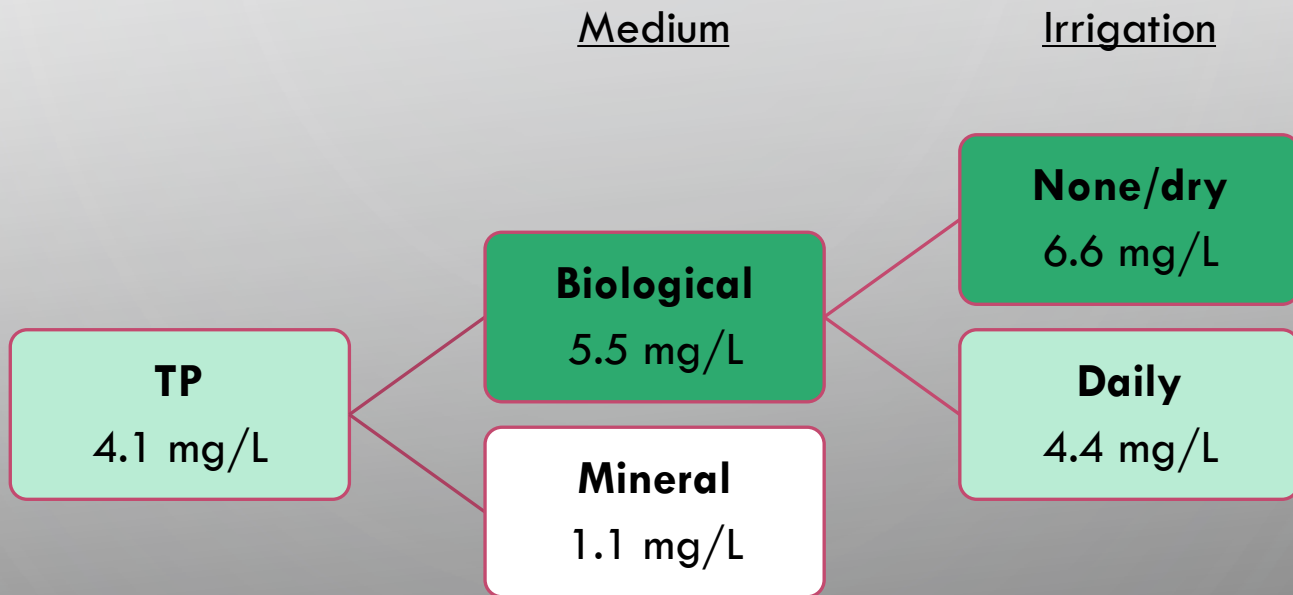 Medium
Irrigation
None/dry
6.6 mg/L
Biological
5.5 mg/L
TP
4.1 mg/L
Daily
4.4 mg/L
Mineral
1.1 mg/L